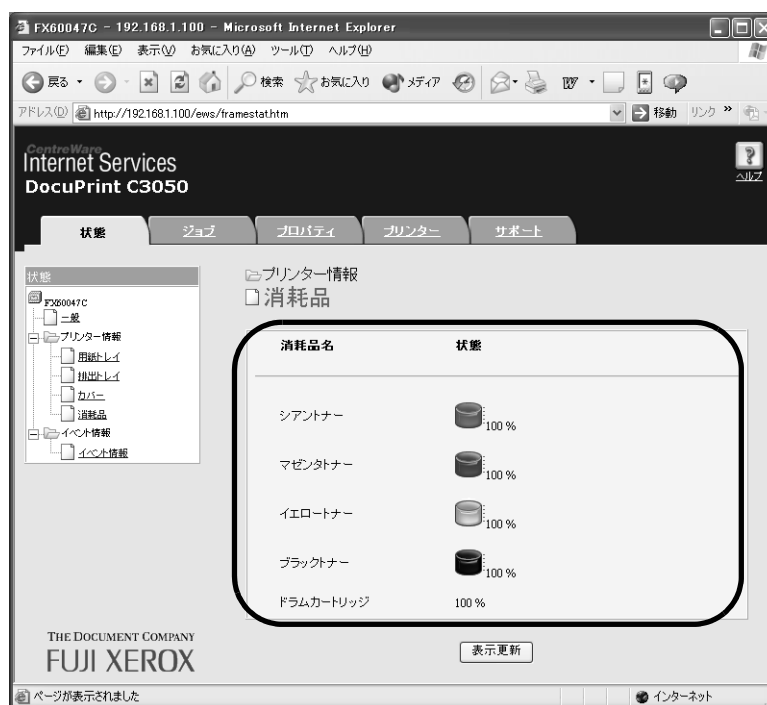 FX60047C - 192.168.1.100 - Microsoft Internet Explorer
ファイル(F) 編集(E) 表示(V) お気に入り(A) ツール(T) ヘルプ(H)
戻る 検索 お気に入り メディア
アドレス(D) http://192.168.1.100/ews/framestat.htm 移動 リンク »
CentreWare
Internet Services
DocuPrint C3050
ヘルプ
状態 ジョブ プロパティ プリンター サポート
状態
FX60047C
一般
プリンター情報
用紙トレイ
排出トレイ
カバー
消耗品
イベント情報
イベント情報
プリンター情報
消耗品
消耗品名 状態
シアントナー 100 %
マゼンタトナー 100 %
イエロートナー 100 %
ブラックトナー 100 %
ドラムカートリッジ 100 %
表示更新
THE DOCUMENT COMPANY
FUJI XEROX
ページが表示されました インターネット